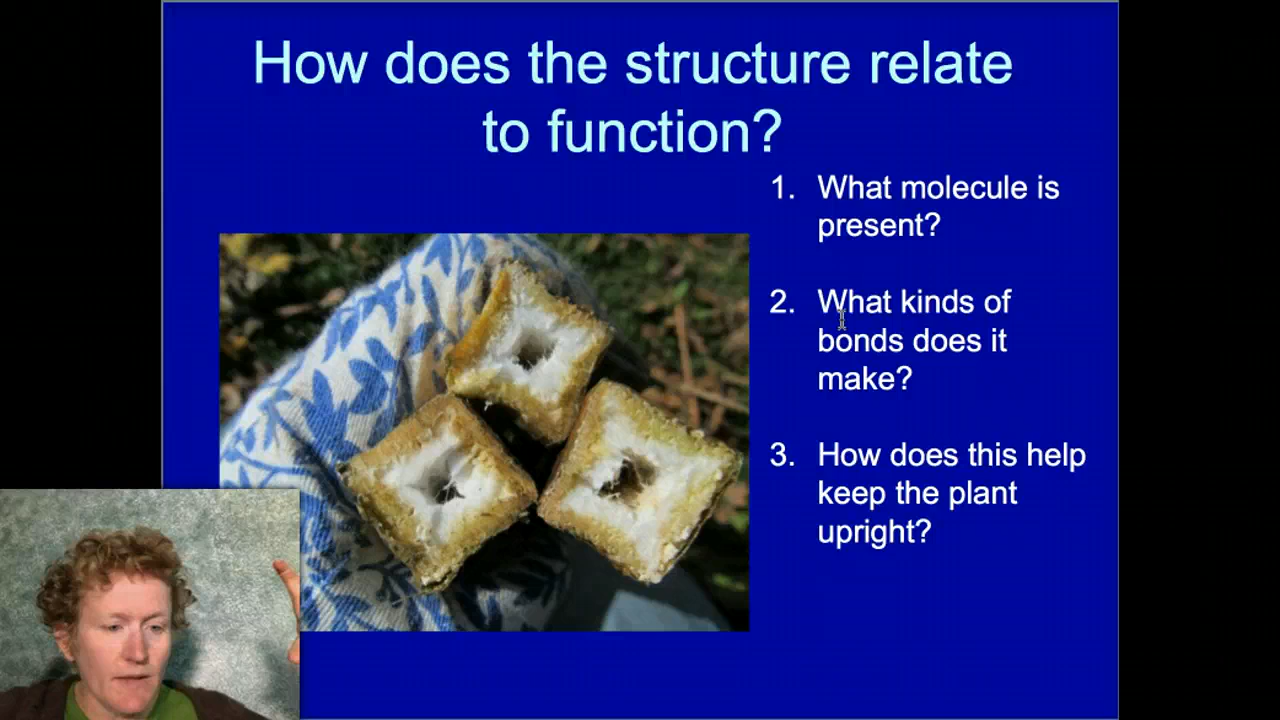 How does the structure relate
to function?
1. What molecule is
present?
2. What kinds of
bonds does it
make?
3. How does this help
keep the plant
upright?